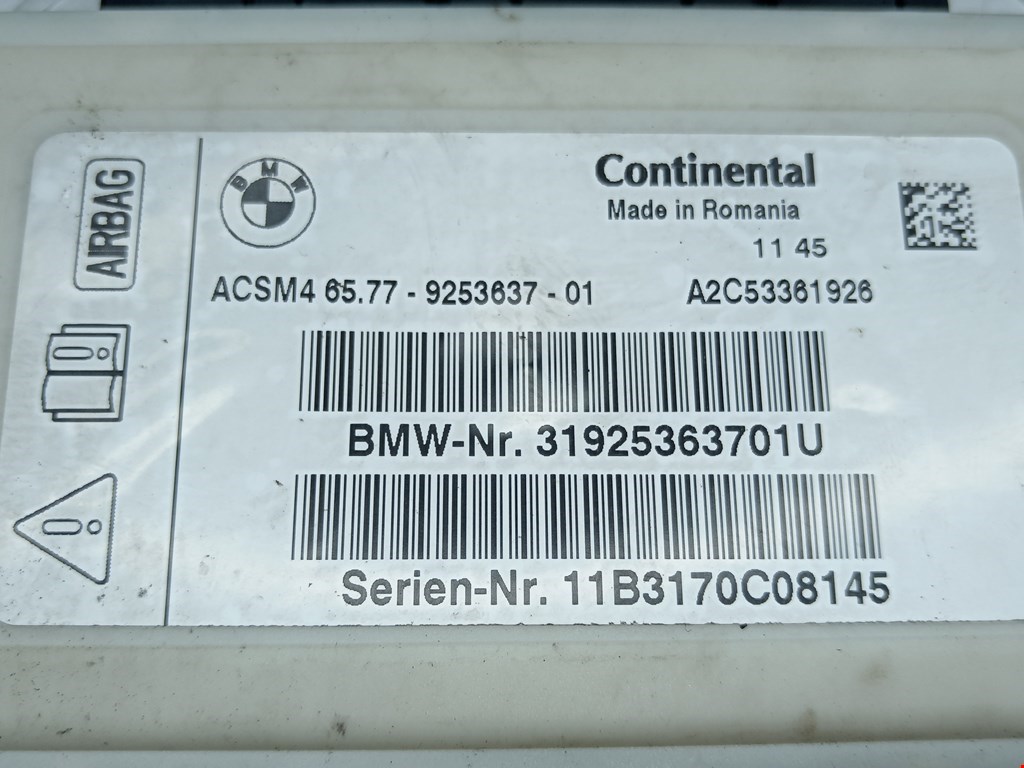 AIRBAG
BMW
Continental
Made in Romania
11 45
ACSM4 65.77 - 9253637 - 01 A2C53361926
BMW-Nr. 31925363701U
Serien-Nr. 11B3170C08145